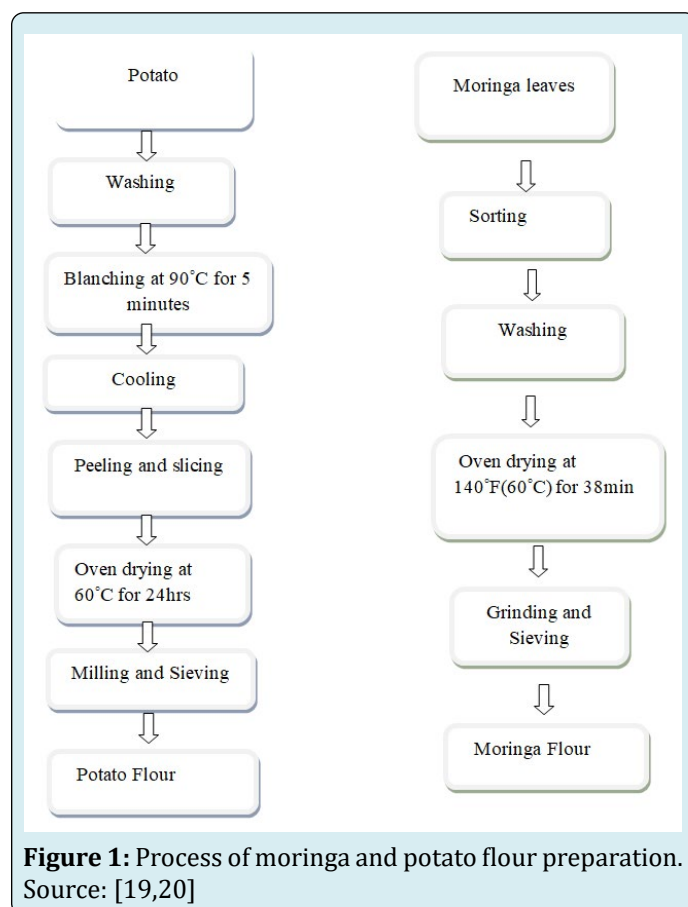 Potato
Washing
Blanching at 90°C for 5
minutes
Cooling
Peeling and slicing
Oven drying at
60°C for 24hrs
Milling and Sieving
Potato Flour
Moringa leaves
Sorting
Washing
Oven drying at
140°F(60°C) for 38min
Grinding and
Sieving
Moringa Flour
Figure 1: Process of moringa and potato flour preparation.
Source: [19,20]